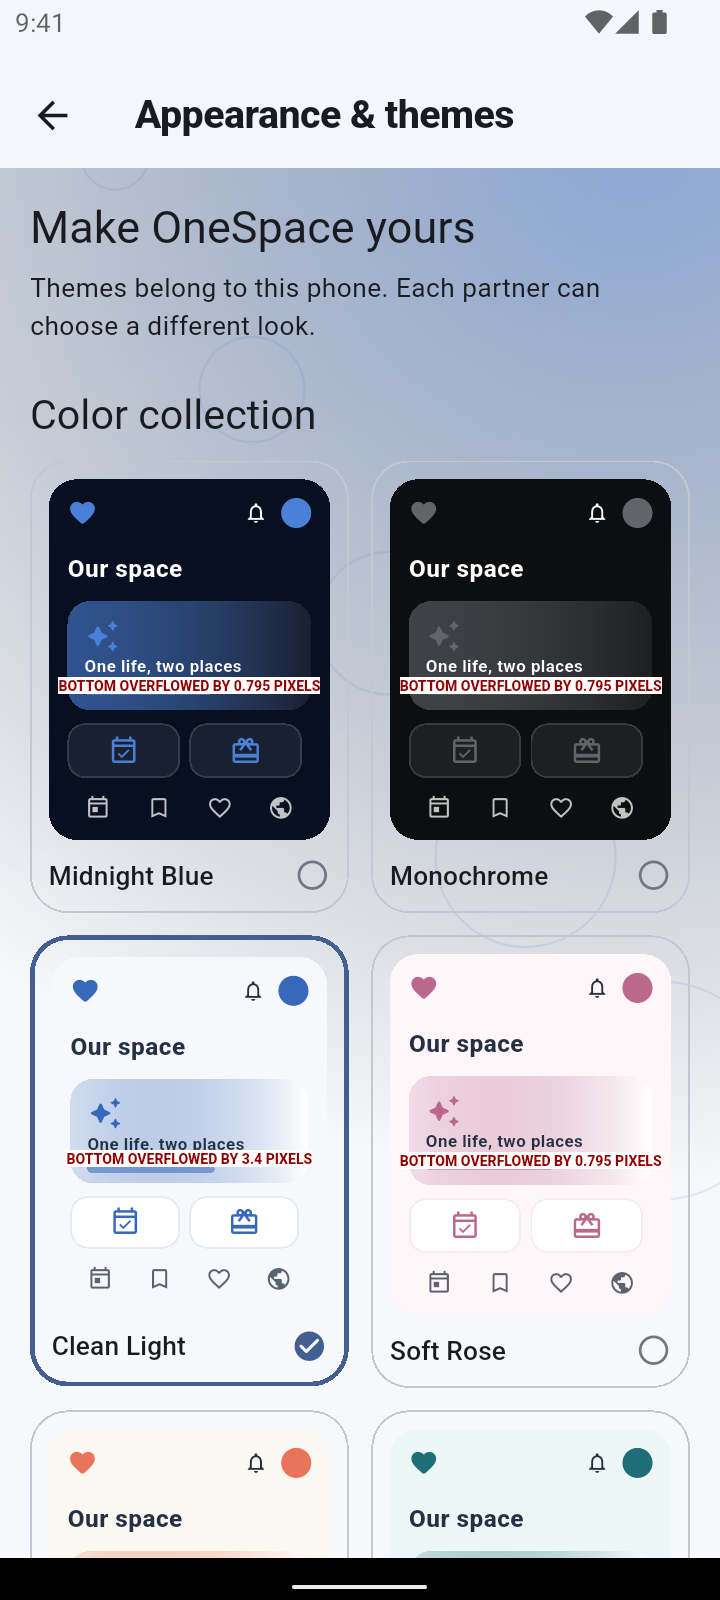 9:41
Appearance & themes
Make OneSpace yours
Themes belong to this phone. Each partner can
choose a different look.
Color collection
Our space
One life, two places
BOTTOM OVERFLOWED BY 0.795 PIXELS
Midnight Blue
Our space
One life, two places
BOTTOM OVERFLOWED BY 0.795 PIXELS
Monochrome
Our space
One life, two places
BOTTOM OVERFLOWED BY 3.4 PIXELS
Clean Light
Our space
One life, two places
BOTTOM OVERFLOWED BY 0.795 PIXELS
Soft Rose
Our space
Our space